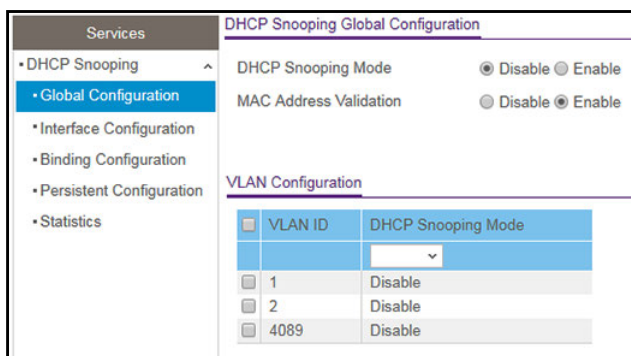 Services
DHCP Snooping
Global Configuration
Interface Configuration
Binding Configuration
Persistent Configuration
Statistics
DHCP Snooping Global Configuration
DHCP Snooping Mode Disable Enable
MAC Address Validation Disable Enable
VLAN Configuration
VLAN ID DHCP Snooping Mode
1 Disable
2 Disable
4089 Disable